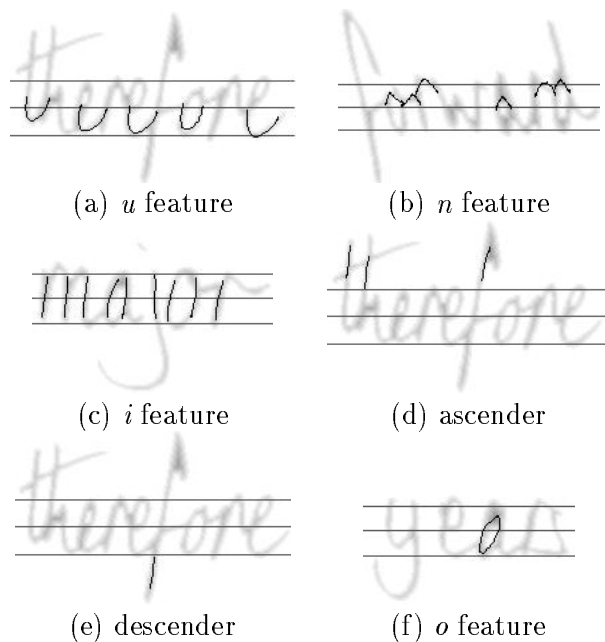 therefore forward
(a) u feature (b) n feature
major therefore
(c) i feature (d) ascender
therefore years
(e) descender (f) o feature